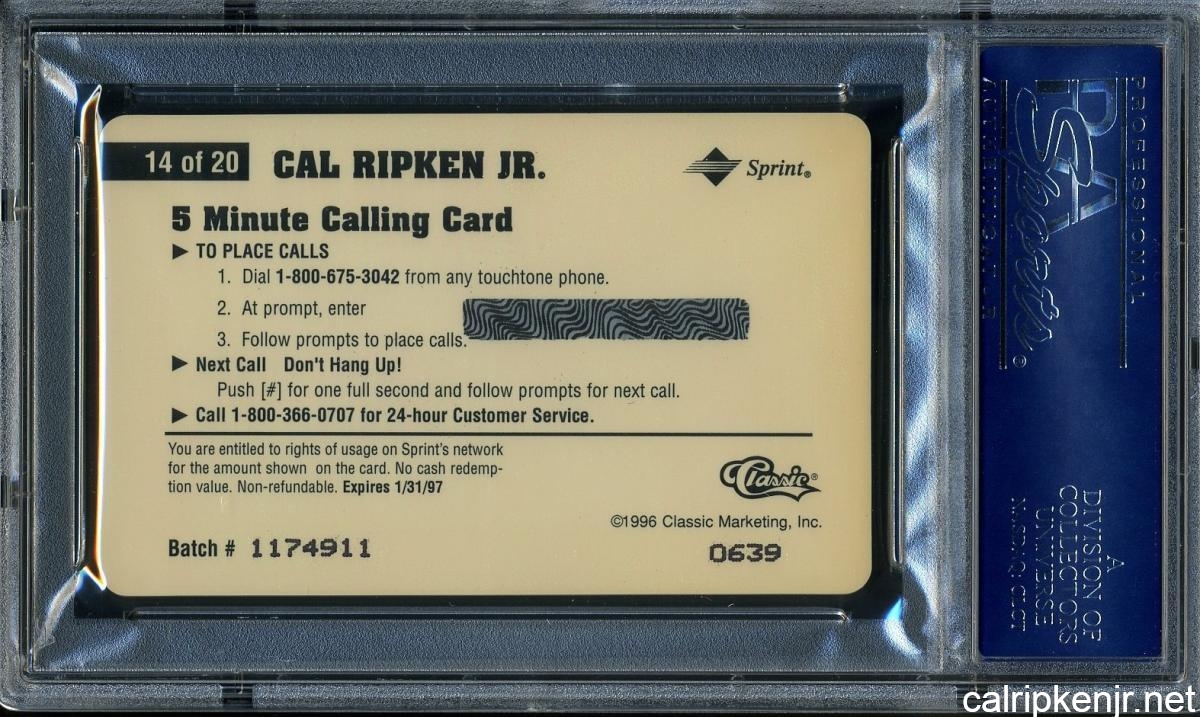 14 of 20 CAL RIPKEN JR.
Sprint®
5 Minute Calling Card
▶ TO PLACE CALLS
1. Dial 1-800-675-3042 from any touchtone phone.
2. At prompt, enter
3. Follow prompts to place calls.
▶ Next Call Don't Hang Up!
Push [#] for one full second and follow prompts for next call.
▶ Call 1-800-366-0707 for 24-hour Customer Service.
You are entitled to rights of usage on Sprint's network
for the amount shown on the card. No cash redemp-
tion value. Non-refundable. Expires 1/31/97
Classic®
©1996 Classic Marketing, Inc.
Batch # 1174911
0639
PROFESSIONAL
PSA
Sports
AUTHENTICATOR
©
A
DIVISION OF
COLLECTORS
UNIVERSE
NASDAQ: CLCT
calripkenjr.net